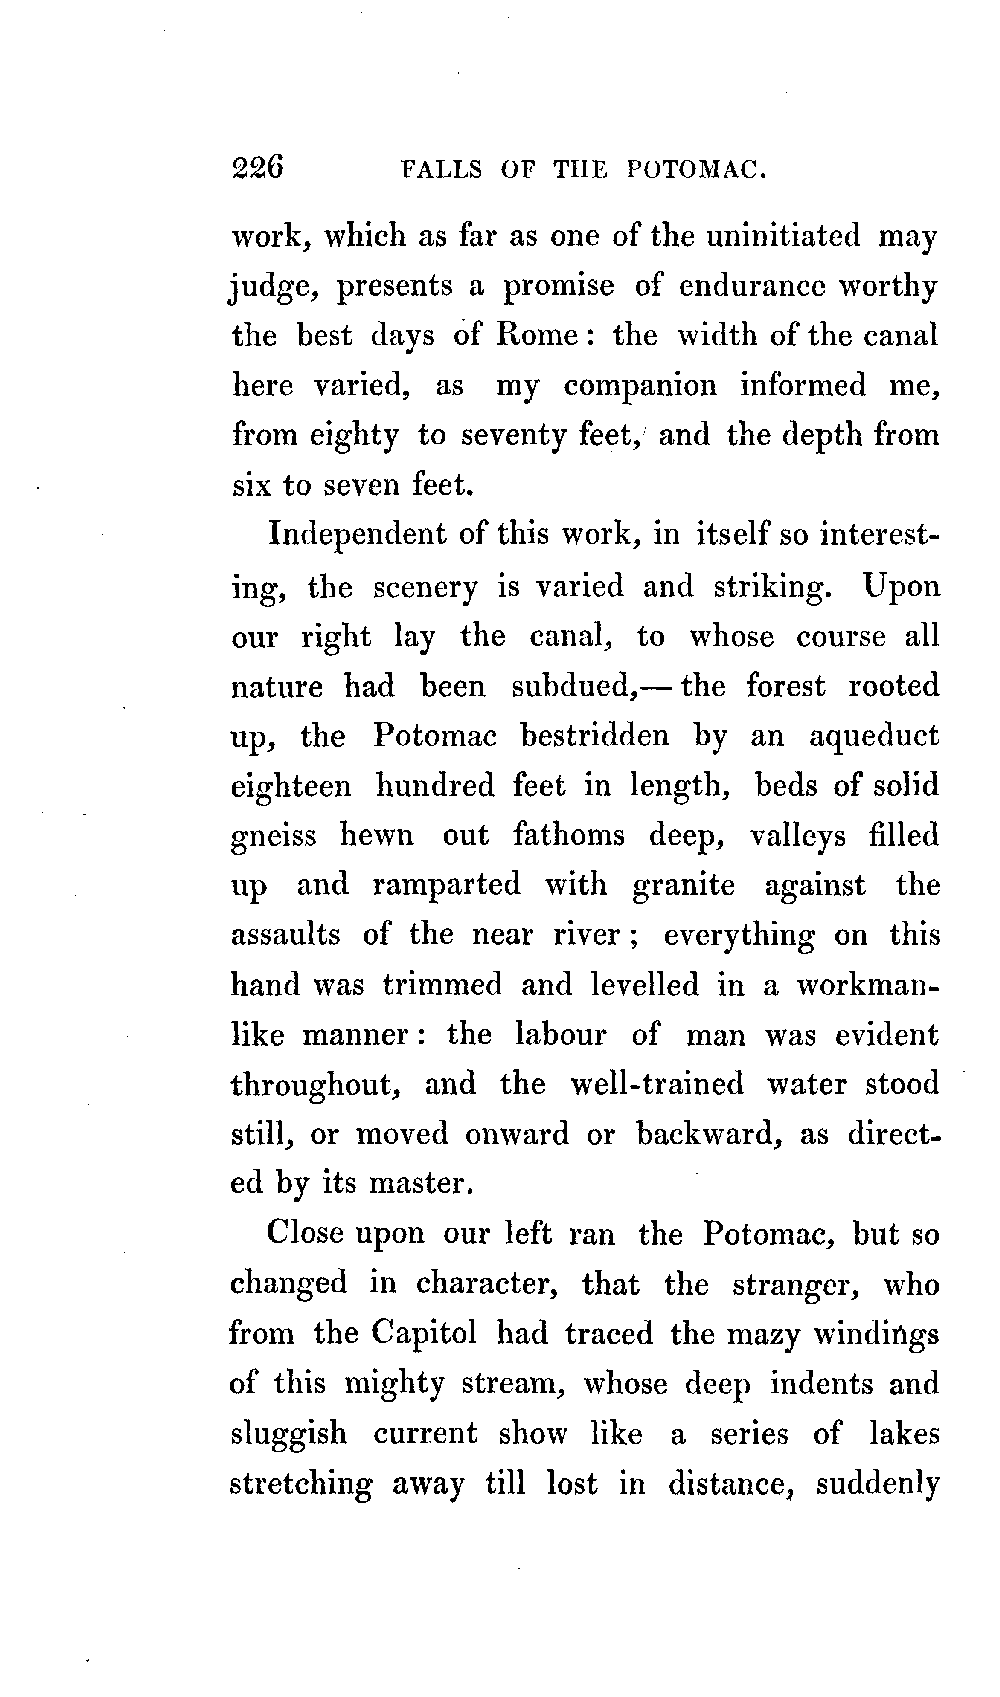 226 FALLS OF THE POTOMAC.
work, which as far as one of the uninitiated may
judge, presents a promise of endurance worthy
the best days of Rome : the width of the canal
here varied, as my companion informed me,
from eighty to seventy feet, and the depth from
six to seven feet.
Independent of this work, in itself so interest-
ing, the scenery is varied and striking. Upon
our right lay the canal, to whose course all
nature had been subdued,— the forest rooted
up, the Potomac bestridden by an aqueduct
eighteen hundred feet in length, beds of solid
gneiss hewn out fathoms deep, valleys filled
up and ramparted with granite against the
assaults of the near river ; everything on this
hand was trimmed and levelled in a workman-
like manner : the labour of man was evident
throughout, and the well-trained water stood
still, or moved onward or backward, as direct-
ed by its master.
Close upon our left ran the Potomac, but so
changed in character, that the stranger, who
from the Capitol had traced the mazy windings
of this mighty stream, whose deep indents and
sluggish current show like a series of lakes
stretching away till lost in distance, suddenly